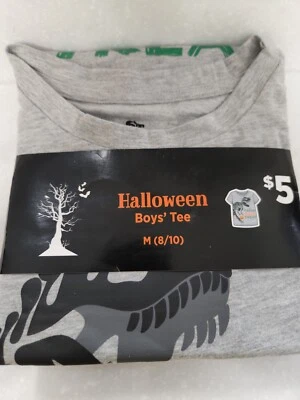 Halloween
Boys' Tee
M (8/10)
$5